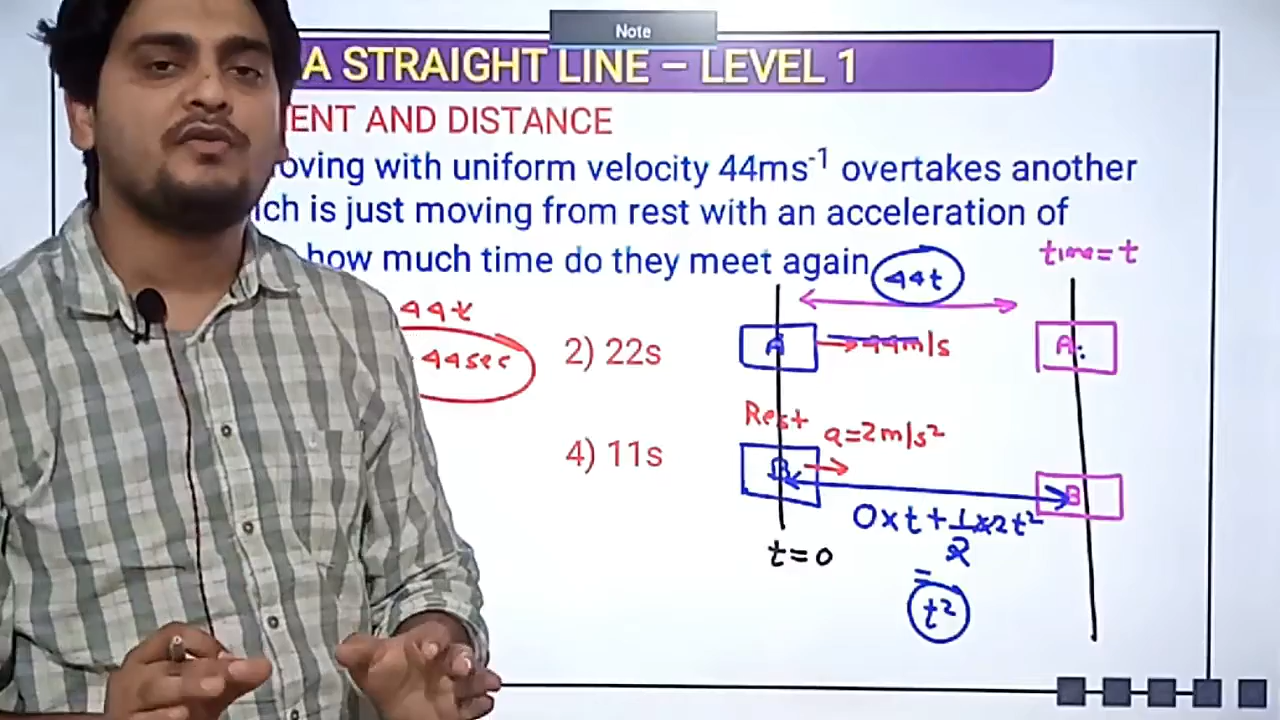 Note
A STRAIGHT LINE – LEVEL 1
ENT AND DISTANCE
oving with uniform velocity 44ms⁻¹ overtakes another
ich is just moving from rest with an acceleration of
how much time do they meet again
time=t
44t
44t
44sec
2) 22s
A
44m/s
A
Rest
a=2m/s²
4) 11s
B
B
0×t+1/2×2t²
t=0
=
t²